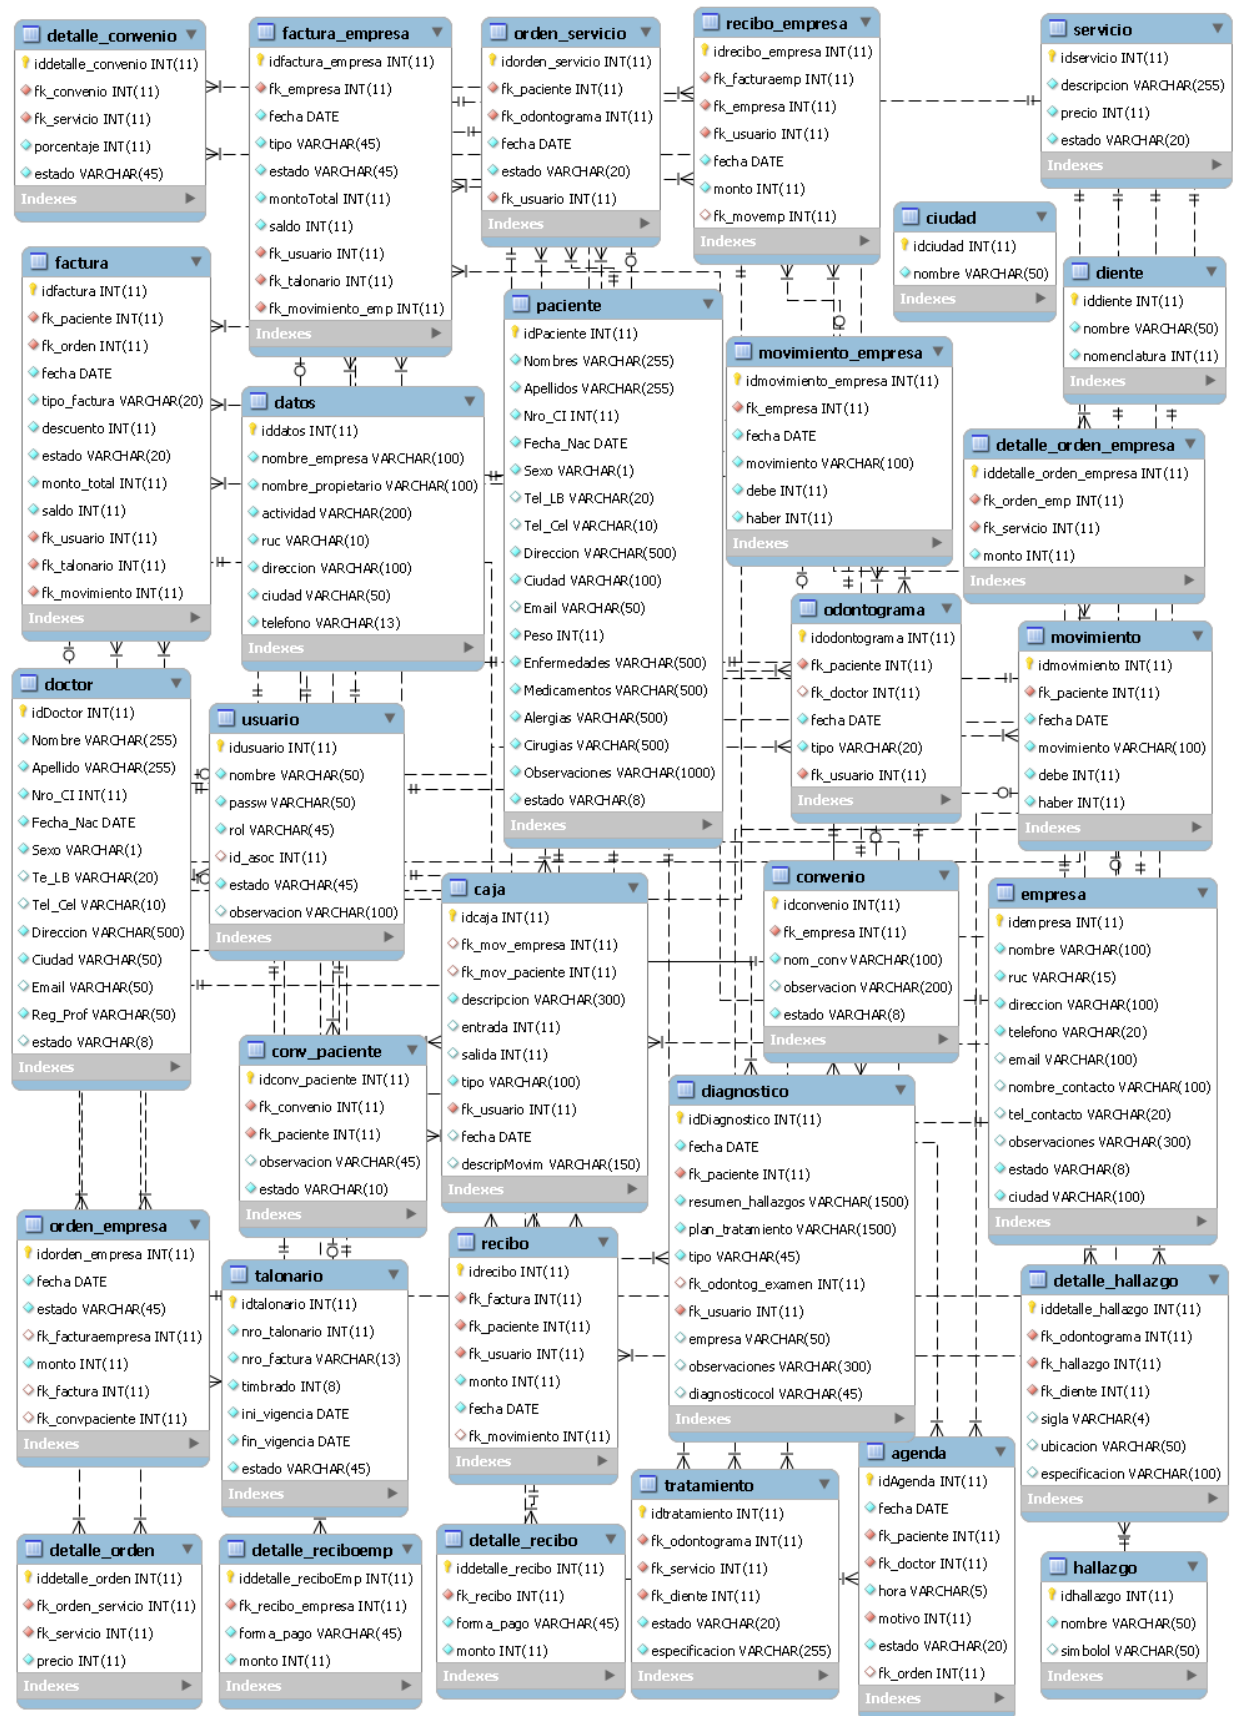 detalle_convenio
iddetalle_convenio INT(11)
fk_convenio INT(11)
fk_servicio INT(11)
porcentaje INT(11)
estado VARCHAR(45)
Indexes
factura_empresa
idfactura_empresa INT(11)
fk_empresa INT(11)
fecha DATE
tipo VARCHAR(45)
estado VARCHAR(45)
montoTotal INT(11)
saldo INT(11)
fk_usuario INT(11)
fk_talonario INT(11)
fk_movimiento_emp INT(11)
Indexes
orden_servicio
idorden_servicio INT(11)
fk_paciente INT(11)
fk_odontograma INT(11)
fecha DATE
estado VARCHAR(20)
fk_usuario INT(11)
Indexes
recibo_empresa
idrecibo_empresa INT(11)
fk_facturaemp INT(11)
fk_empresa INT(11)
fk_usuario INT(11)
fecha DATE
monto INT(11)
fk_movemp INT(11)
Indexes
servicio
idservicio INT(11)
descripcion VARCHAR(255)
precio INT(11)
estado VARCHAR(20)
Indexes
ciudad
idciudad INT(11)
nombre VARCHAR(50)
Indexes
factura
idfactura INT(11)
fk_paciente INT(11)
fk_orden INT(11)
fecha DATE
tipo_factura VARCHAR(20)
descuento INT(11)
estado VARCHAR(20)
monto_total INT(11)
saldo INT(11)
fk_usuario INT(11)
fk_talonario INT(11)
fk_movimiento INT(11)
Indexes
datos
iddatos INT(11)
nombre_empresa VARCHAR(100)
nombre_propietario VARCHAR(100)
actividad VARCHAR(200)
ruc VARCHAR(10)
direccion VARCHAR(100)
ciudad VARCHAR(50)
telefono VARCHAR(13)
Indexes
paciente
idPaciente INT(11)
Nombres VARCHAR(255)
Apellidos VARCHAR(255)
Nro_CI INT(11)
Fecha_Nac DATE
Sexo VARCHAR(1)
Tel_LB VARCHAR(20)
Tel_Cel VARCHAR(10)
Direccion VARCHAR(500)
Ciudad VARCHAR(100)
Email VARCHAR(50)
Peso INT(11)
Enfermedades VARCHAR(500)
Medicamentos VARCHAR(500)
Alergias VARCHAR(500)
Cirugias VARCHAR(500)
Observaciones VARCHAR(1000)
estado VARCHAR(8)
Indexes
movimiento_empresa
idmovimiento_empresa INT(11)
fk_empresa INT(11)
fecha DATE
movimiento VARCHAR(100)
debe INT(11)
haber INT(11)
Indexes
diente
iddiente INT(11)
nombre VARCHAR(50)
nomenclatura INT(11)
Indexes
detalle_orden_empresa
iddetalle_orden_empresa INT(11)
fk_orden_emp INT(11)
fk_servicio INT(11)
monto INT(11)
Indexes
odontograma
idodontograma INT(11)
fk_paciente INT(11)
fk_doctor INT(11)
fecha DATE
tipo VARCHAR(20)
fk_usuario INT(11)
Indexes
movimiento
idmovimiento INT(11)
fk_paciente INT(11)
fecha DATE
movimiento VARCHAR(100)
debe INT(11)
haber INT(11)
Indexes
doctor
idDoctor INT(11)
Nombre VARCHAR(255)
Apellido VARCHAR(255)
Nro_CI INT(11)
Fecha_Nac DATE
Sexo VARCHAR(1)
Te_LB VARCHAR(20)
Tel_Cel VARCHAR(10)
Direccion VARCHAR(500)
Ciudad VARCHAR(50)
Email VARCHAR(50)
Reg_Prof VARCHAR(50)
estado VARCHAR(8)
Indexes
usuario
idusuario INT(11)
nombre VARCHAR(50)
passw VARCHAR(50)
rol VARCHAR(45)
id_asoc INT(11)
estado VARCHAR(45)
observacion VARCHAR(100)
Indexes
caja
idcaja INT(11)
fk_mov_empresa INT(11)
fk_mov_paciente INT(11)
descripcion VARCHAR(300)
entrada INT(11)
salida INT(11)
tipo VARCHAR(100)
fk_usuario INT(11)
fecha DATE
descripMovim VARCHAR(150)
Indexes
convenio
idconvenio INT(11)
fk_empresa INT(11)
nom_conv VARCHAR(100)
observacion VARCHAR(200)
estado VARCHAR(8)
Indexes
empresa
idempresa INT(11)
nombre VARCHAR(100)
ruc VARCHAR(15)
direccion VARCHAR(100)
telefono VARCHAR(20)
email VARCHAR(100)
nombre_contacto VARCHAR(100)
tel_contacto VARCHAR(20)
observaciones VARCHAR(300)
estado VARCHAR(8)
ciudad VARCHAR(100)
Indexes
conv_paciente
idconv_paciente INT(11)
fk_convenio INT(11)
fk_paciente INT(11)
observacion VARCHAR(45)
estado VARCHAR(10)
Indexes
diagnostico
idDiagnostico INT(11)
fecha DATE
fk_paciente INT(11)
resumen_hallazgos VARCHAR(1500)
plan_tratamiento VARCHAR(1500)
tipo VARCHAR(45)
fk_odontog_examen INT(11)
fk_usuario INT(11)
empresa VARCHAR(50)
observaciones VARCHAR(300)
diagnosticocol VARCHAR(45)
Indexes
orden_empresa
idorden_empresa INT(11)
fecha DATE
estado VARCHAR(45)
fk_facturaempresa INT(11)
monto INT(11)
fk_factura INT(11)
fk_convpaciente INT(11)
Indexes
talonario
idtalonario INT(11)
nro_talonario INT(11)
nro_factura VARCHAR(13)
timbrado INT(8)
ini_vigencia DATE
fin_vigencia DATE
estado VARCHAR(45)
Indexes
recibo
idrecibo INT(11)
fk_factura INT(11)
fk_paciente INT(11)
fk_usuario INT(11)
monto INT(11)
fecha DATE
fk_movimiento INT(11)
Indexes
detalle_hallazgo
iddetalle_hallazgo INT(11)
fk_odontograma INT(11)
fk_hallazgo INT(11)
fk_diente INT(11)
sigla VARCHAR(4)
ubicacion VARCHAR(50)
especificacion VARCHAR(100)
Indexes
agenda
idAgenda INT(11)
fecha DATE
fk_paciente INT(11)
fk_doctor INT(11)
hora VARCHAR(5)
motivo INT(11)
estado VARCHAR(20)
fk_orden INT(11)
Indexes
tratamiento
idtratamiento INT(11)
fk_odontograma INT(11)
fk_servicio INT(11)
fk_diente INT(11)
estado VARCHAR(20)
especificacion VARCHAR(255)
Indexes
detalle_orden
iddetalle_orden INT(11)
fk_orden_servicio INT(11)
fk_servicio INT(11)
precio INT(11)
Indexes
detalle_reciboemp
iddetalle_reciboEmp INT(11)
fk_recibo_empresa INT(11)
forma_pago VARCHAR(45)
monto INT(11)
Indexes
detalle_recibo
iddetalle_recibo INT(11)
fk_recibo INT(11)
forma_pago VARCHAR(45)
monto INT(11)
Indexes
hallazgo
idhallazgo INT(11)
nombre VARCHAR(50)
simbolol VARCHAR(50)
Indexes